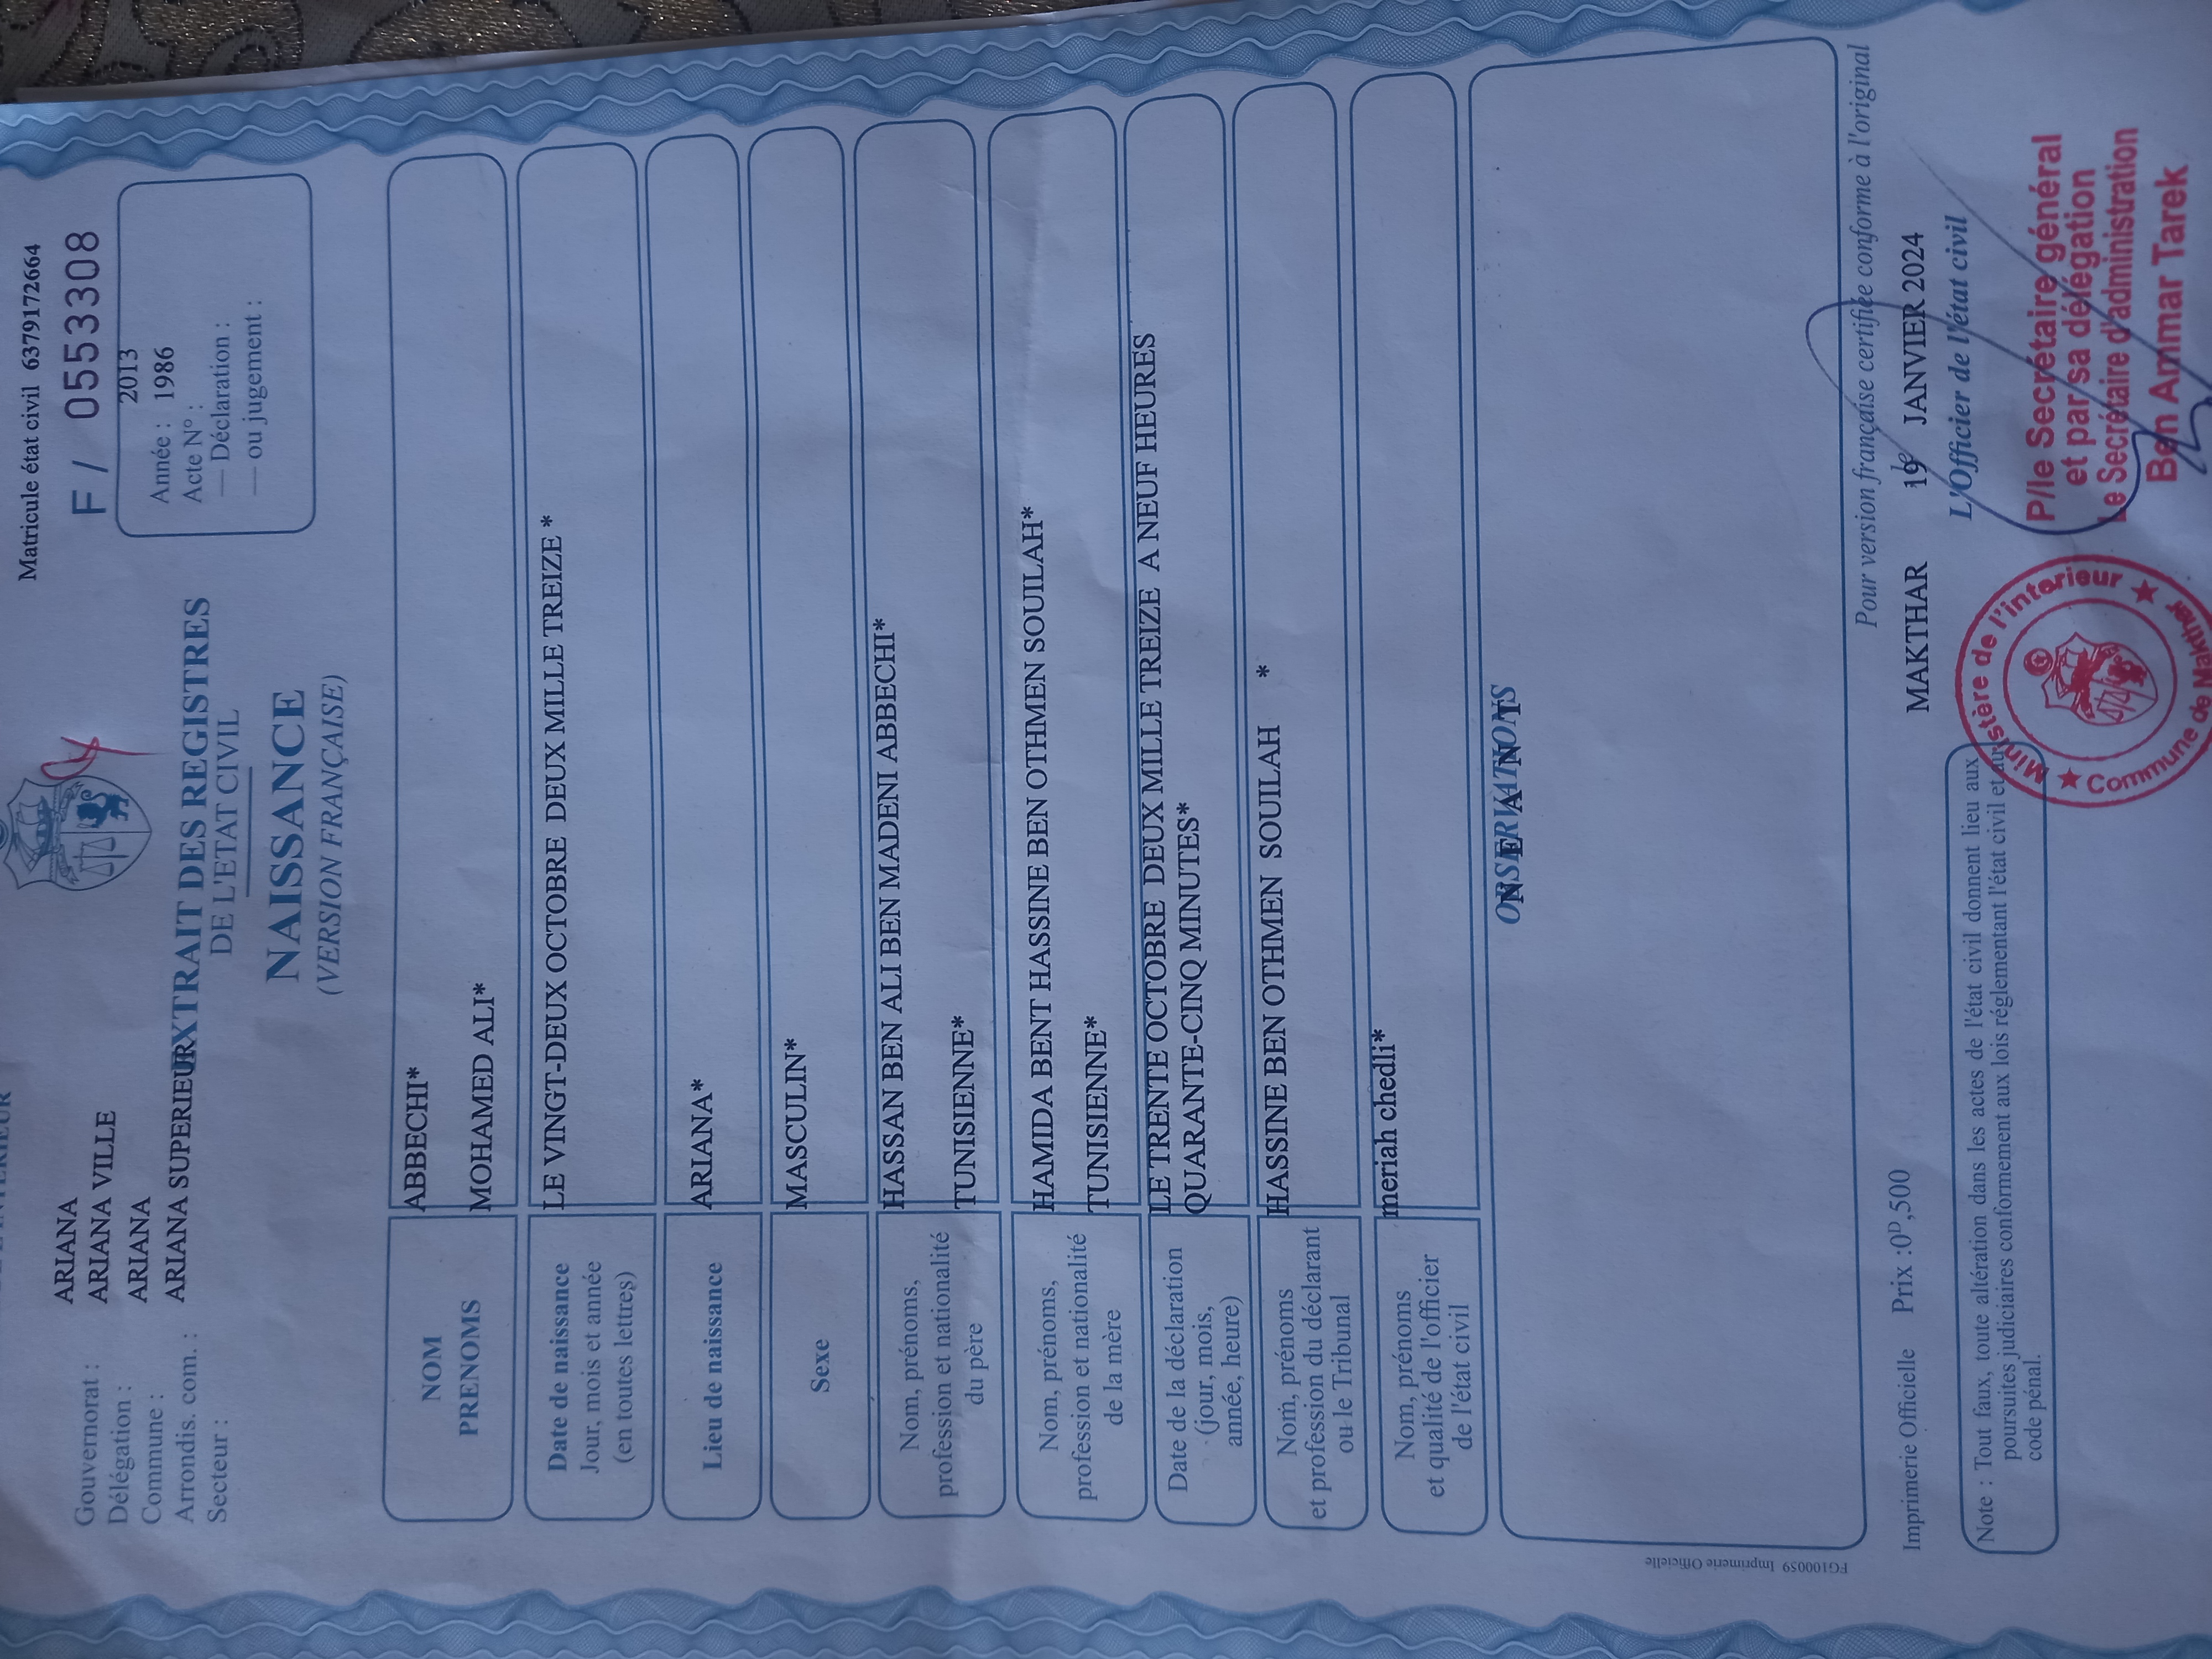 Matricule état civil 6379172664
F / 0553308
2013
Année : 1986
Acte N° :
— Déclaration :
— ou jugement :
Gouvernorat : ARIANA
Délégation : ARIANA VILLE
Commune : ARIANA
Arrondis. com. : ARIANA SUPERIEUR
Secteur :
EXTRAIT DES REGISTRES
DE L'ETAT CIVIL
NAISSANCE
(VERSION FRANÇAISE)
NOM ABBECHI*
PRENOMS MOHAMED ALI*
Date de naissance LE VINGT-DEUX OCTOBRE DEUX MILLE TREIZE *
Jour, mois et année
(en toutes lettres)
Lieu de naissance ARIANA*
Sexe MASCULIN*
Nom, prénoms, HASSAN BEN ALI BEN MADENI ABBECHI*
profession et nationalité
du père TUNISIENNE*
Nom, prénoms, HAMIDA BENT HASSINE BEN OTHMEN SOUILAH*
profession et nationalité
de la mère TUNISIENNE*
Date de la déclaration LE TRENTE OCTOBRE DEUX MILLE TREIZE A NEUF HEURES
(jour, mois, QUARANTE-CINQ MINUTES*
année, heure)
Nom, prénoms HASSINE BEN OTHMEN SOUILAH *
et profession du déclarant
ou le Tribunal
Nom, prénoms meriah chedli*
et qualité de l'officier
de l'état civil
OBSERVATIONS
N E A N T
FG100059 Imprimerie Officielle
Pour version française certifiée conforme à l'original
MAKTHAR le 19 JANVIER 2024
L'Officier de l'état civil
Imprimerie Officielle Prix :0D,500
P/le Secrétaire général
et par sa délégation
Le Secrétaire d'administration
Ben Ammar Tarek
Ministère de l'interieur
Commune de Makthar
Note : Tout faux, toute altération dans les actes de l'état civil donnent lieu aux
poursuites judiciaires conformement aux lois réglementant l'état civil et au
code pénal.